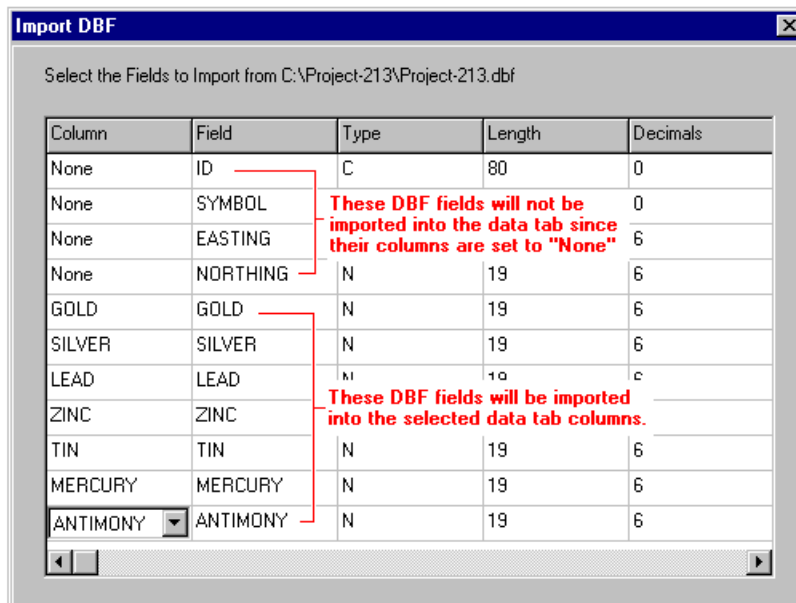 Import DBF
Select the Fields to Import from C:\Project-213\Project-213.dbf
Column Field Type Length Decimals
None ID C 80 0
None SYMBOL 0
These DBF fields will not be
imported into the data tab since
their columns are set to "None"
None EASTING 6
None NORTHING N 19 6
GOLD GOLD N 19 6
SILVER SILVER N 19 6
LEAD LEAD N 19 6
These DBF fields will be imported
into the selected data tab columns.
ZINC ZINC
TIN TIN N 19 6
MERCURY MERCURY N 19 6
ANTIMONY ANTIMONY N 19 6